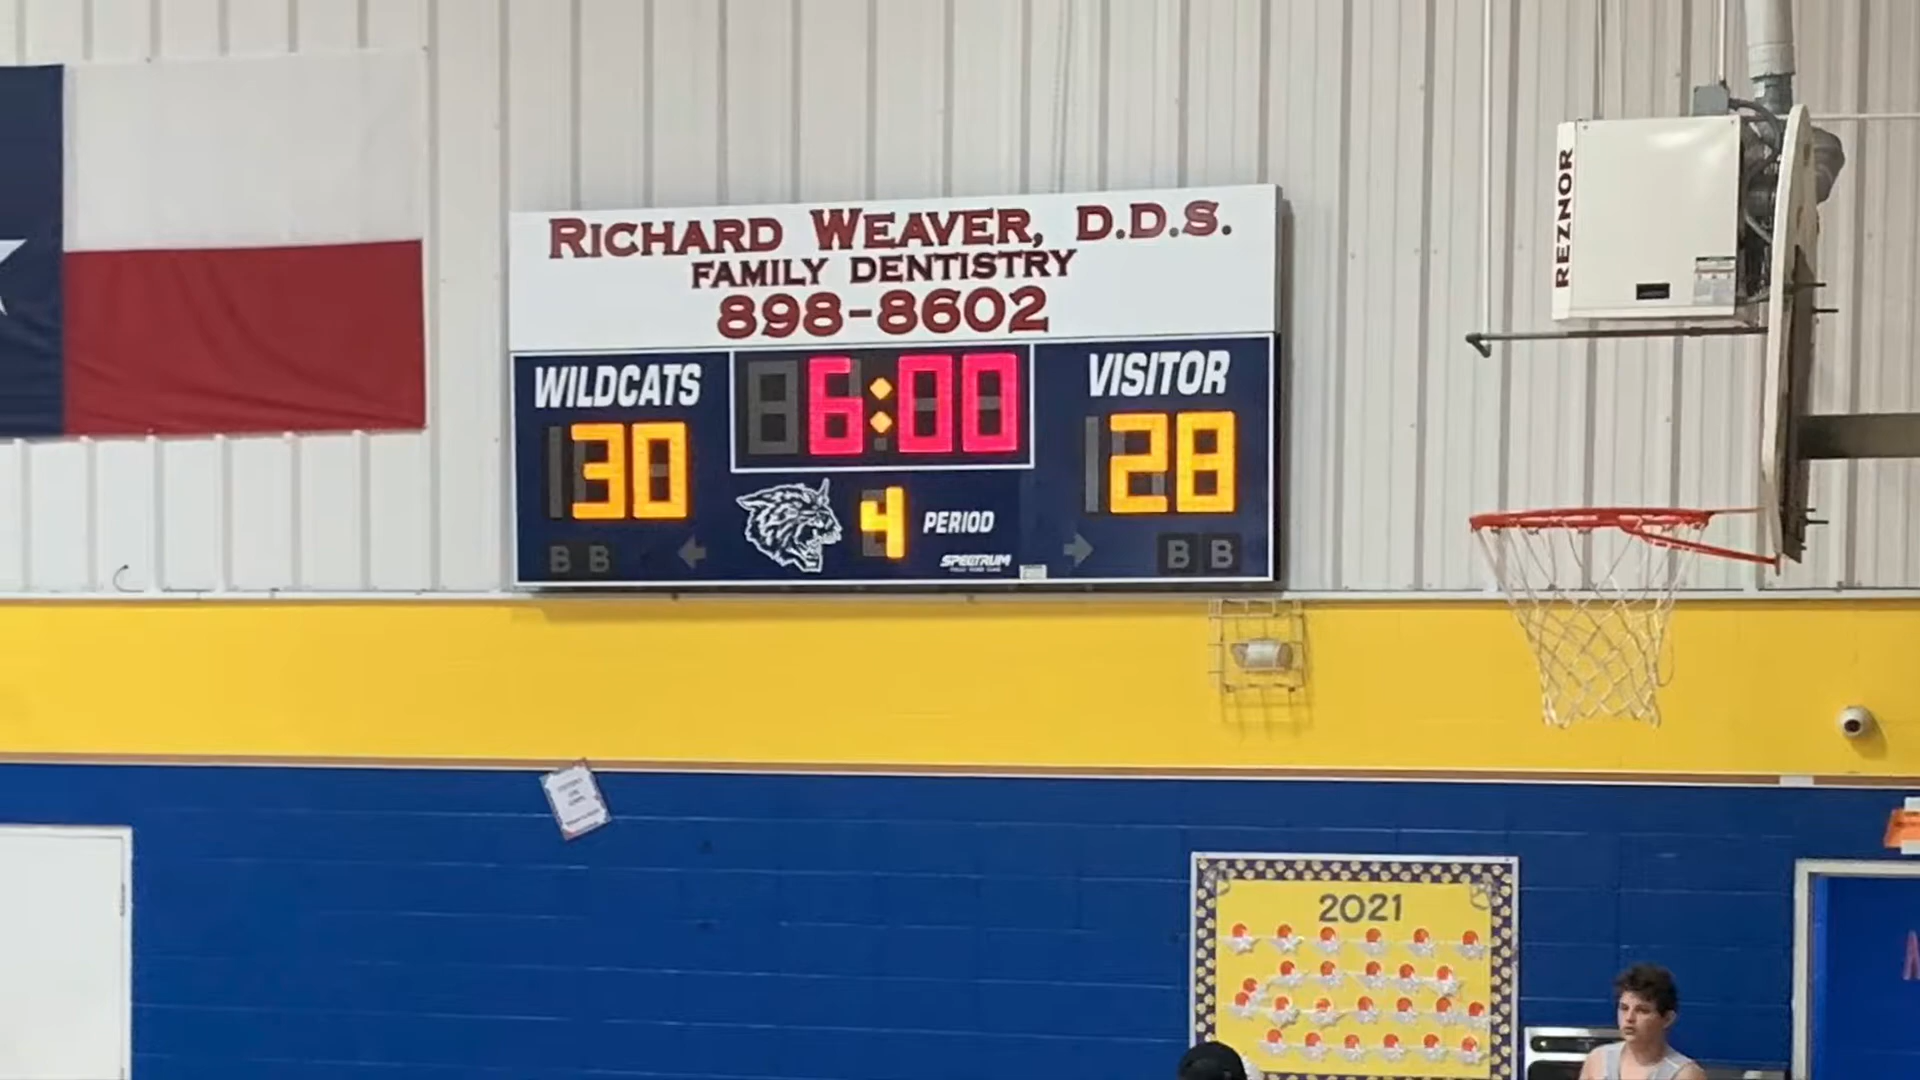 RICHARD WEAVER, D.D.S.
FAMILY DENTISTRY
898-8602
REZNOR
WILDCATS
6:00
VISITOR
30
28
4 PERIOD
B B
SPECTRUM
B B
2021